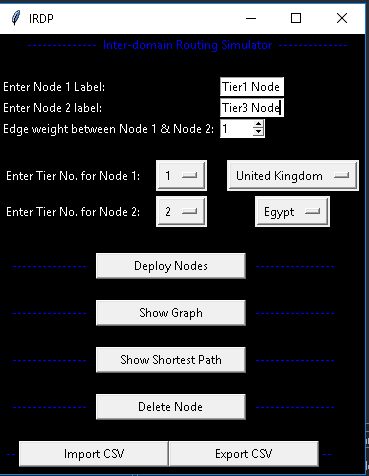 IRDP
Inter-domain Routing Simulator
Enter Node 1 Label: Tier1 Node
Enter Node 2 label: Tier3 Node
Edge weight between Node 1 & Node 2: 1
Enter Tier No. for Node 1: 1 United Kingdom
Enter Tier No. for Node 2: 2 Egypt
Deploy Nodes
Show Graph
Show Shortest Path
Delete Node
Import CSV Export CSV